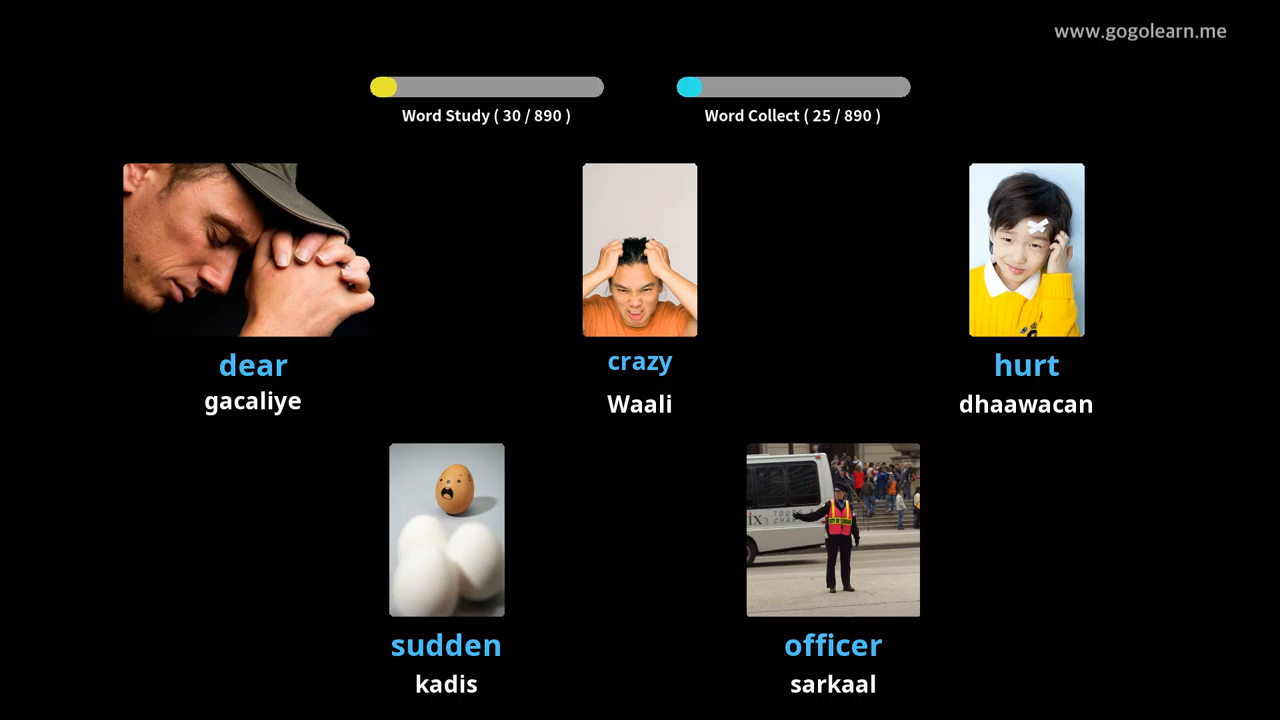 www.gogolearn.me
Word Study ( 30 / 890 )
Word Collect ( 25 / 890 )
dear
gacaliye
crazy
Waali
hurt
dhaawacan
sudden
kadis
officer
sarkaal